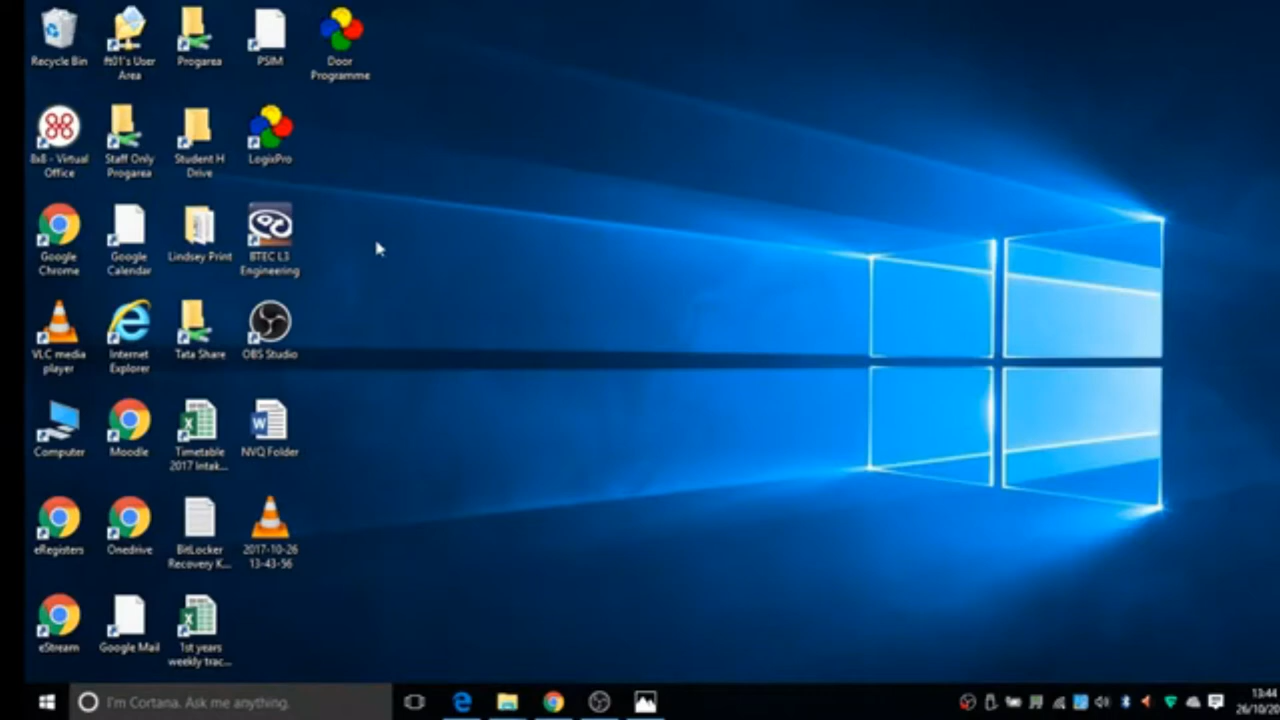 Recycle Bin
ft01's User
Area
Progarea
PSIM
Door
Programme
8x8 - Virtual
Office
Staff Only
Progarea
Student H
Drive
LogixPro
Google
Chrome
Google
Calendar
Lindsey Print
BTEC L3
Engineering
VLC media
player
Internet
Explorer
Tata Share
OBS Studio
Computer
Moodle
Timetable
2017 Intak...
NVQ Folder
eRegisters
Onedrive
BitLocker
Recovery K...
2017-10-26
13-43-56
eStream
Google Mail
1st years
weekly trac...
I'm Cortana. Ask me anything.
13:44
26/10/20